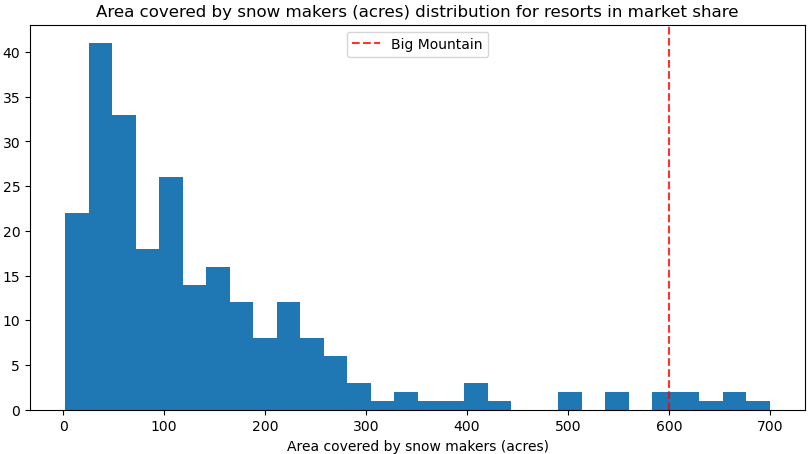 Area covered by snow makers (acres) distribution for resorts in market share
Big Mountain
40
35
30
25
20
15
10
5
0
0 100 200 300 400 500 600 700
Area covered by snow makers (acres)